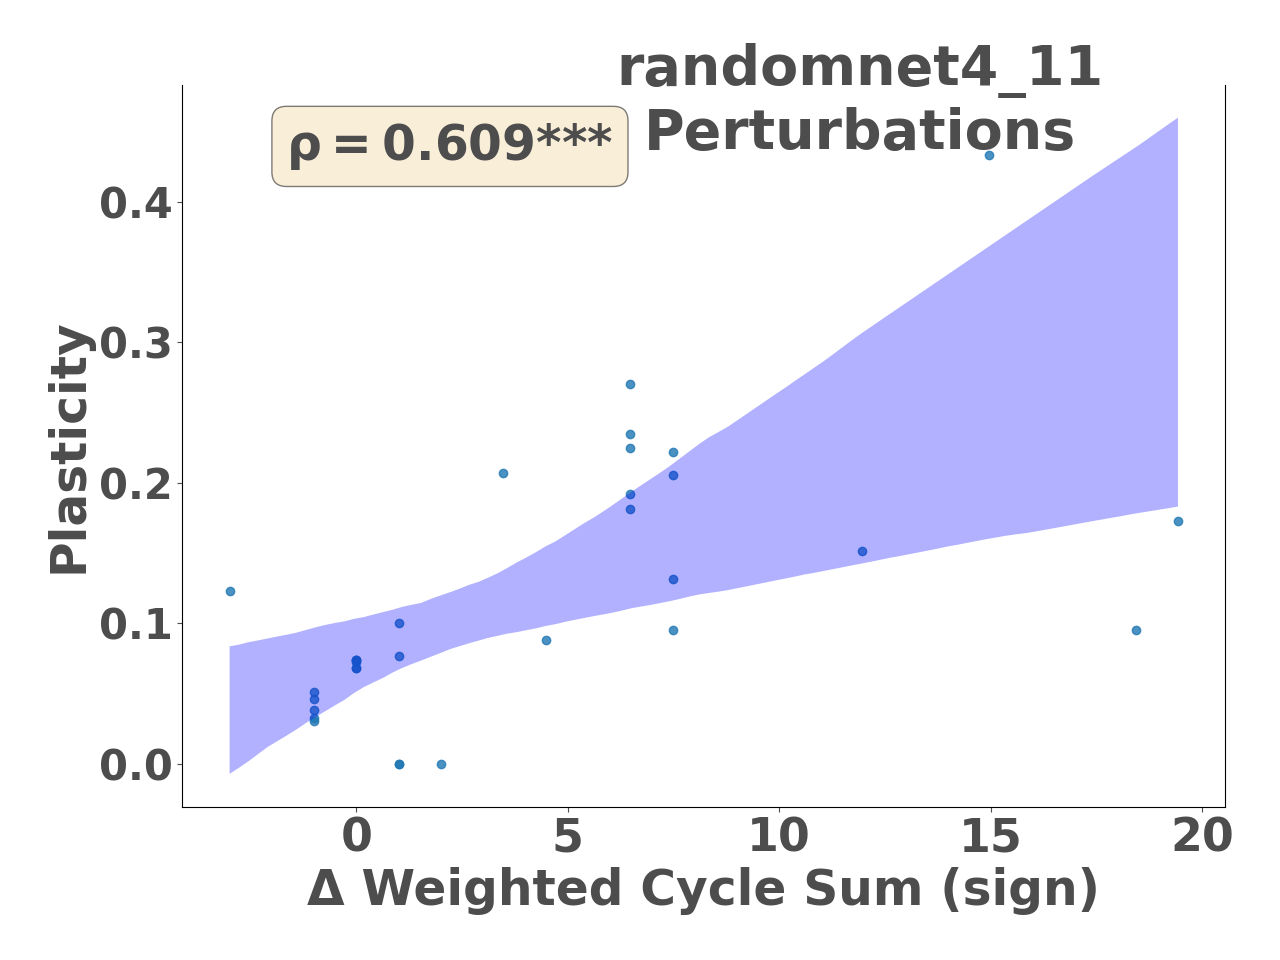 randomnet4_11
Perturbations
ρ = 0.609***
Plasticity
0.4
0.3
0.2
0.1
0.0
0 5 10 15 20
Δ Weighted Cycle Sum (sign)